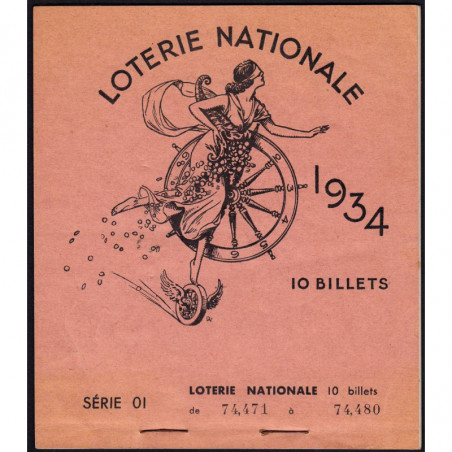 LOTERIE NATIONALE
1934
10 BILLETS
SÉRIE 01
LOTERIE NATIONALE 10 billets
de 74,471 à 74,480